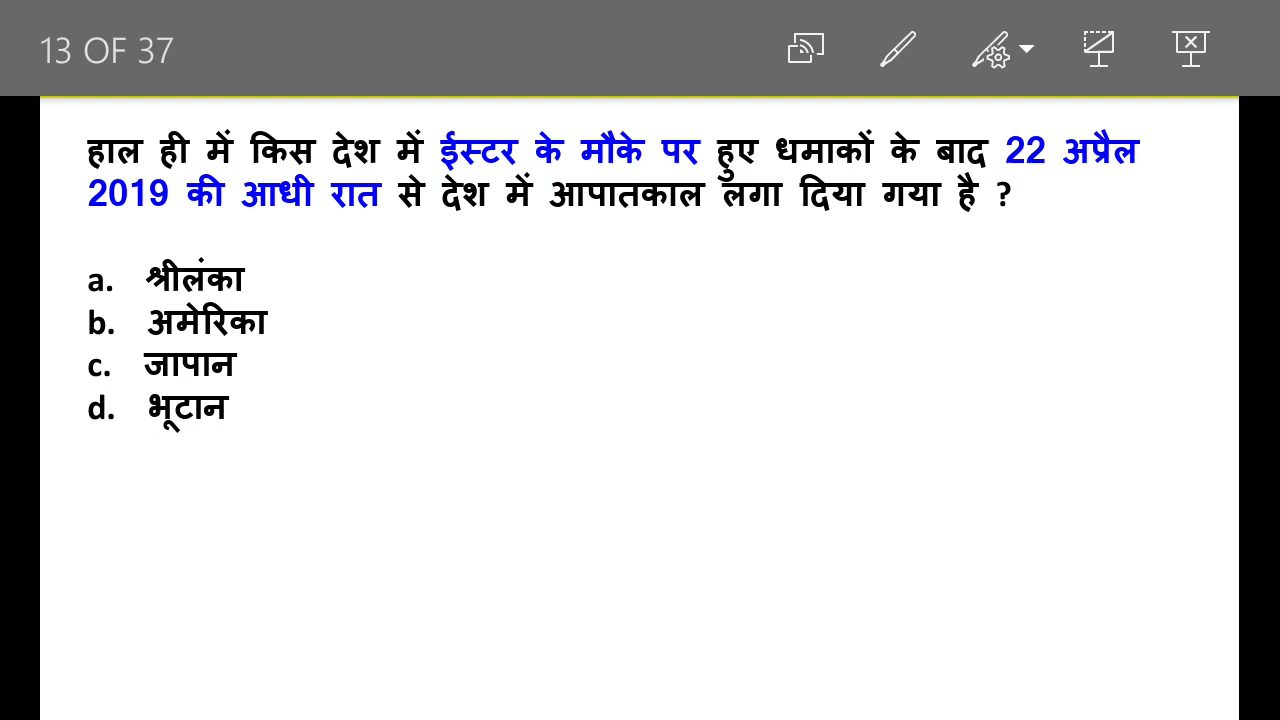 13 OF 37
हाल ही में किस देश में ईस्टर के मौके पर हुए धमाकों के बाद 22 अप्रैल
2019 की आधी रात से देश में आपातकाल लगा दिया गया है ?
a. श्रीलंका
b. अमेरिका
c. जापान
d. भूटान